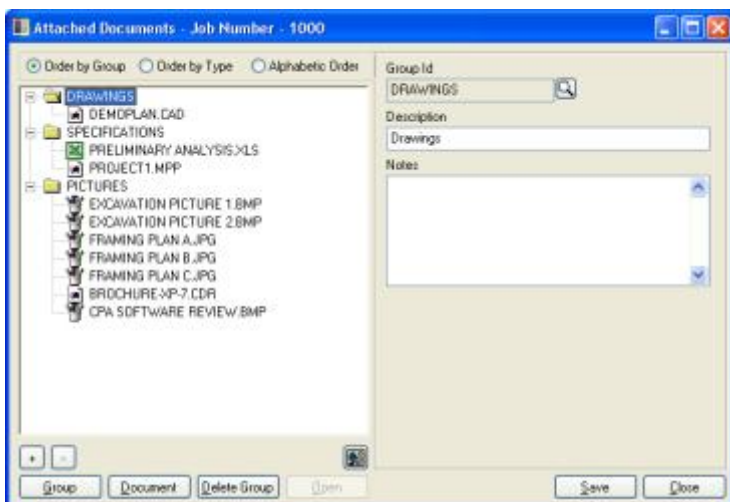 Attached Documents - Job Number - 1000
Order by Group Order by Type Alphabetic Order
DRAWINGS
DEMOPLAN.CAD
SPECIFICATIONS
PRELIMINARY ANALYSIS.XLS
PROJECT1.MPP
PICTURES
EXCAVATION PICTURE 1.BMP
EXCAVATION PICTURE 2.BMP
FRAMING PLAN A.JPG
FRAMING PLAN B.JPG
FRAMING PLAN C.JPG
BROCHURE-XP-7.CDR
CPA SOFTWARE REVIEW.BMP
Group Id
DRAWINGS
Description
Drawings
Notes
+ -
Group Document Delete Group Open
Save Close